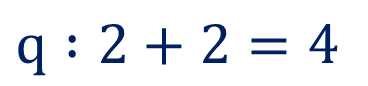 q : 2 + 2 = 4